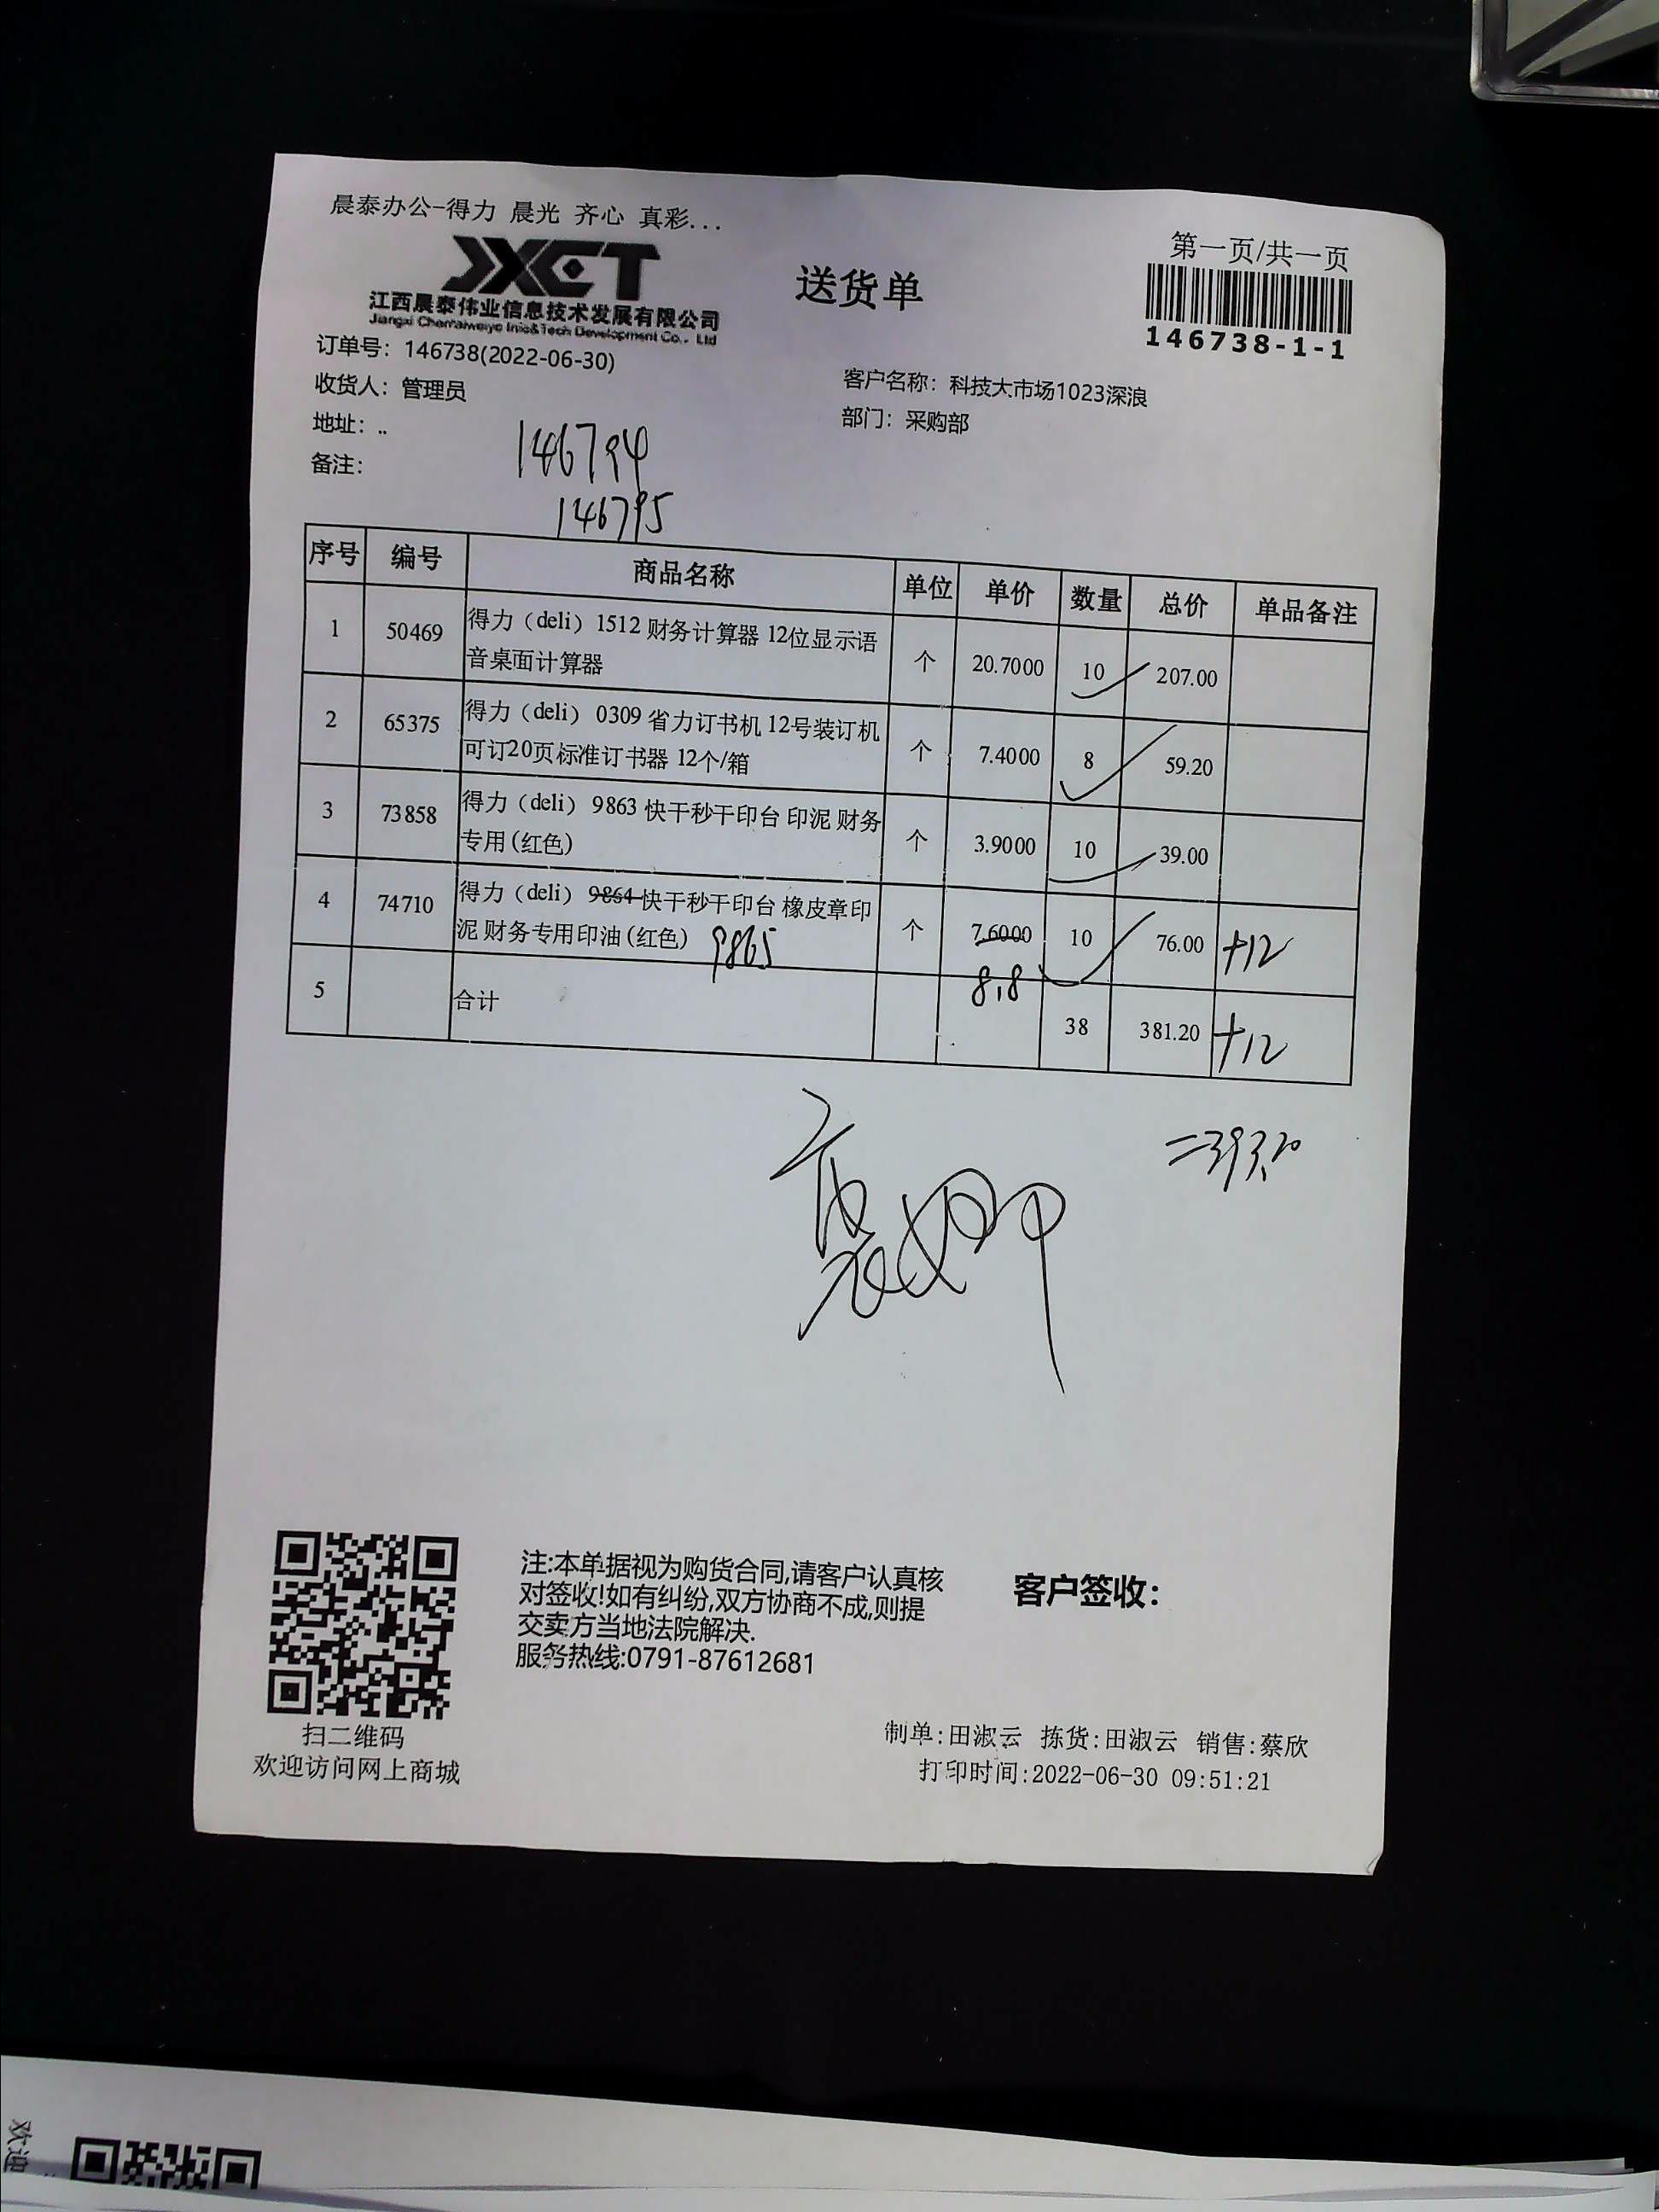 晨泰办公-得力 晨光 齐心 真彩...
JXCT
江西晨泰伟业信息技术发展有限公司
Jiangxi Chentaiweiye Info&Tech Development Co., Ltd
送货单
第一页/共一页
146738-1-1
订单号: 146738(2022-06-30)
收货人: 管理员
地址: ..
备注:
客户名称: 科技大市场1023深浪
部门: 采购部
146794
146795
序号 编号 商品名称 单位 单价 数量 总价 单品备注
1 50469 得力（deli）1512 财务计算器 12位显示语 个 20.7000 10 207.00
音桌面计算器
2 65375 得力（deli） 0309 省力订书机 12号装订机 个 7.4000 8 59.20
可订20页标准订书器 12个/箱
3 73858 得力（deli） 9863 快干秒干印台 印泥 财务 个 3.9000 10 39.00
专用(红色)
4 74710 得力（deli） 9864 快干秒干印台 橡皮章印 个 7.6000 10 76.00 +12
泥 财务专用印油(红色) 9865
8.8
5 合计 38 381.20 +12
=393.20
注:本单据视为购货合同,请客户认真核
对签收!如有纠纷,双方协商不成,则提
交卖方当地法院解决.
服务热线:0791-87612681
客户签收:
扫二维码
欢迎访问网上商城
制单:田淑云 拣货:田淑云 销售:蔡欣
打印时间:2022-06-30 09:51:21
欢迎